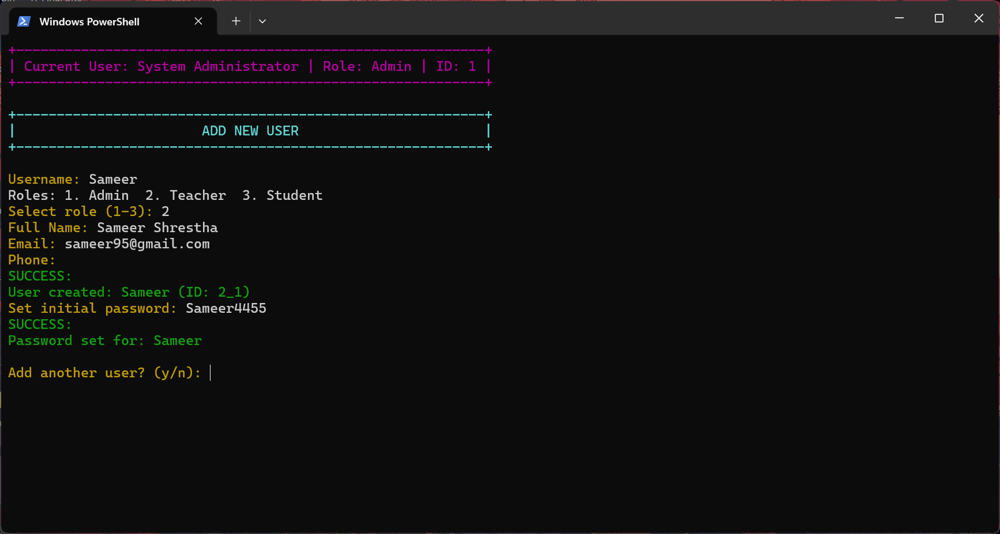 Windows PowerShell
+----------------------------------------------------------+
| Current User: System Administrator | Role: Admin | ID: 1 |
+----------------------------------------------------------+
+----------------------------------------------------------+
| ADD NEW USER |
+----------------------------------------------------------+
Username: Sameer
Roles: 1. Admin  2. Teacher  3. Student
Select role (1-3): 2
Full Name: Sameer Shrestha
Email: sameer95@gmail.com
Phone:
SUCCESS:
User created: Sameer (ID: 2_1)
Set initial password: Sameer4455
SUCCESS:
Password set for: Sameer
Add another user? (y/n):